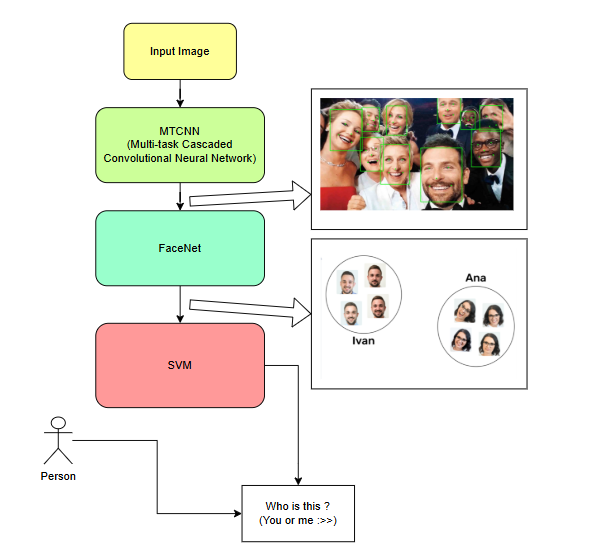 Input Image
MTCNN
(Multi-task Cascaded
Convolutional Neural Network)
FaceNet
Ana
Ivan
SVM
Person
Who is this ?
(You or me :>>)